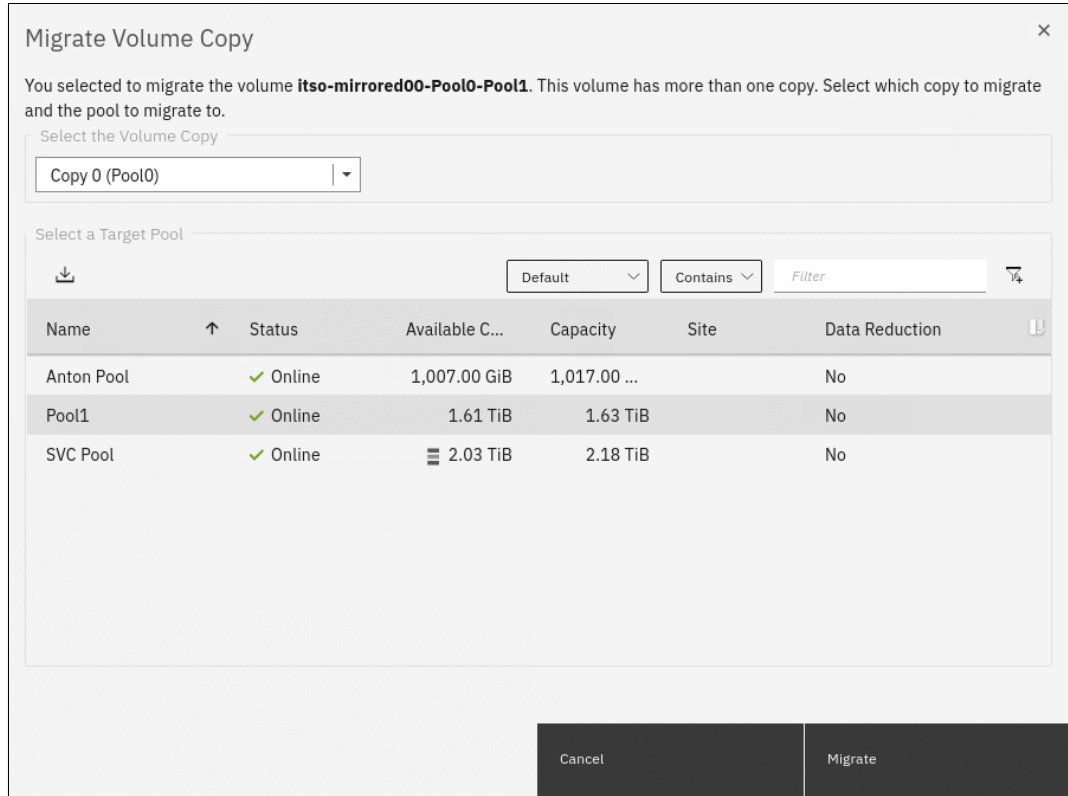 Migrate Volume Copy
You selected to migrate the volume itso-mirrored00-Pool0-Pool1. This volume has more than one copy. Select which copy to migrate
and the pool to migrate to.
Select the Volume Copy
Copy 0 (Pool0)
Select a Target Pool
Default Contains Filter
Name Status Available C... Capacity Site Data Reduction
Anton Pool Online 1,007.00 GiB 1,017.00 ... No
Pool1 Online 1.61 TiB 1.63 TiB No
SVC Pool Online 2.03 TiB 2.18 TiB No
Cancel Migrate